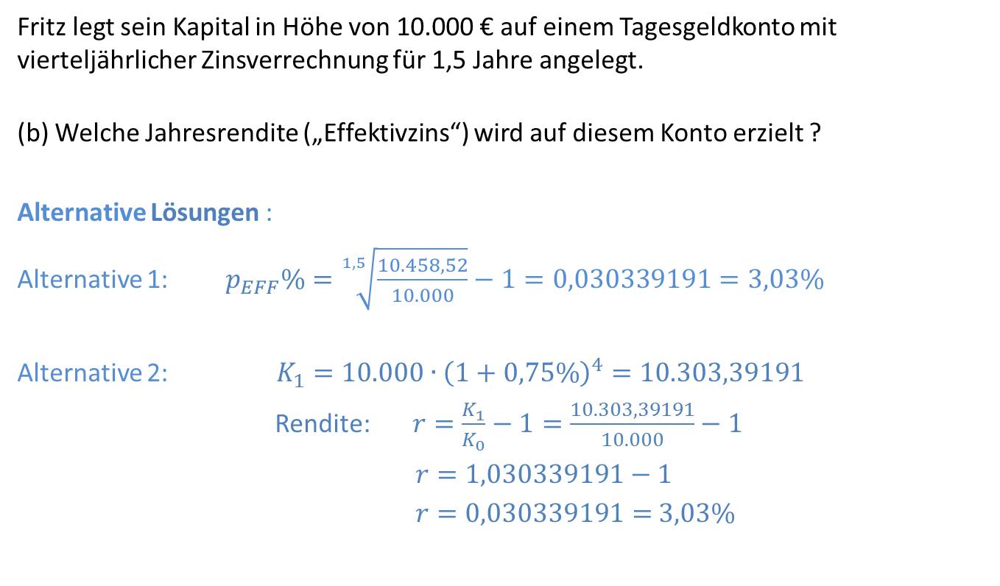 Fritz legt sein Kapital in Höhe von 10.000 € auf einem Tagesgeldkonto mit
vierteljährlicher Zinsverrechnung für 1,5 Jahre angelegt.
(b) Welche Jahresrendite („Effektivzins“) wird auf diesem Konto erzielt ?
Alternative Lösungen :
Alternative 1: p_EFF% = ^{1,5}√(10.458,52/10.000) − 1 = 0,030339191 = 3,03%
Alternative 2: K₁ = 10.000 · (1 + 0,75%)⁴ = 10.303,39191
Rendite: r = K₁/K₀ − 1 = 10.303,39191/10.000 − 1
r = 1,030339191 − 1
r = 0,030339191 = 3,03%